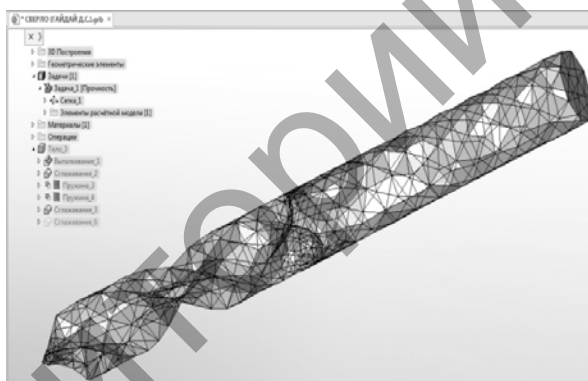 * СВЕРЛО (ГАЙДАЙ Д.С.).grb ×
3D Построения
Геометрические элементы
Задачи [1]
Задача_1 [Прочность]
Сетка_1
Элементы расчётной модели [1]
Материалы [1]
Операции
Тело_3
Выталкивание_1
Сглаживание_2
Пружина_3
Пружина_4
Сглаживание_5
Сглаживание_6